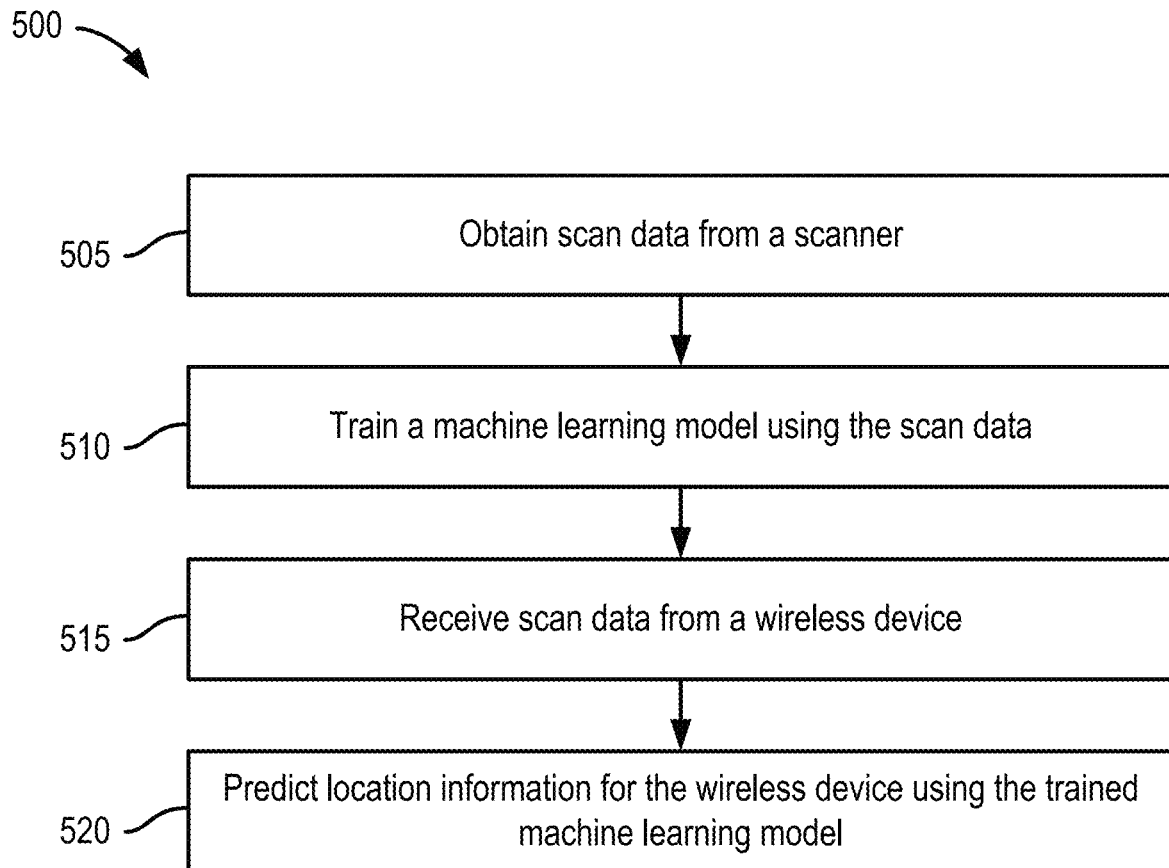 500
Obtain scan data from a scanner
505
Train a machine learning model using the scan data
510
Receive scan data from a wireless device
515
Predict location information for the wireless device using the trained
machine learning model
520